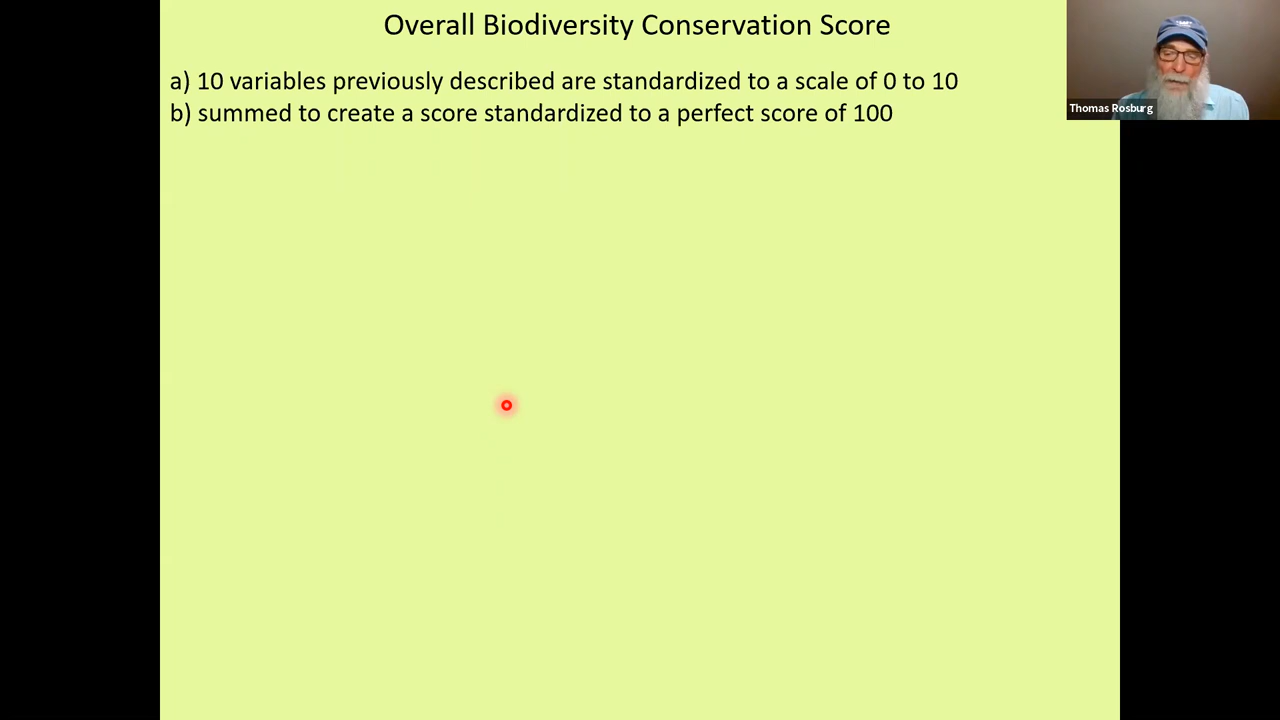 Overall Biodiversity Conservation Score
a) 10 variables previously described are standardized to a scale of 0 to 10
b) summed to create a score standardized to a perfect score of 100
Thomas Rosburg